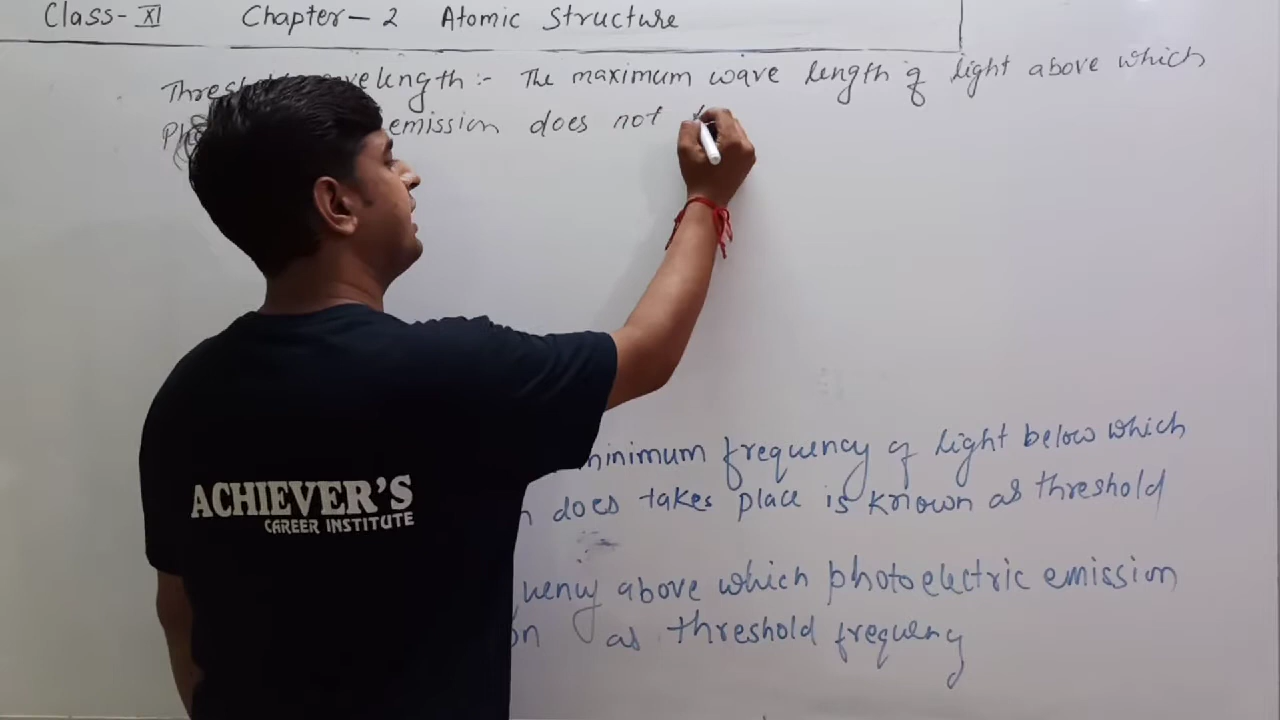 Class- XI Chapter- 2 Atomic Structure
length :- The maximum wave length of light above which
emission does not
minimum frequency of light below which
does takes place is known as threshold
above which photoelectric emission
as threshold frequency
ACHIEVER'S
CAREER INSTITUTE